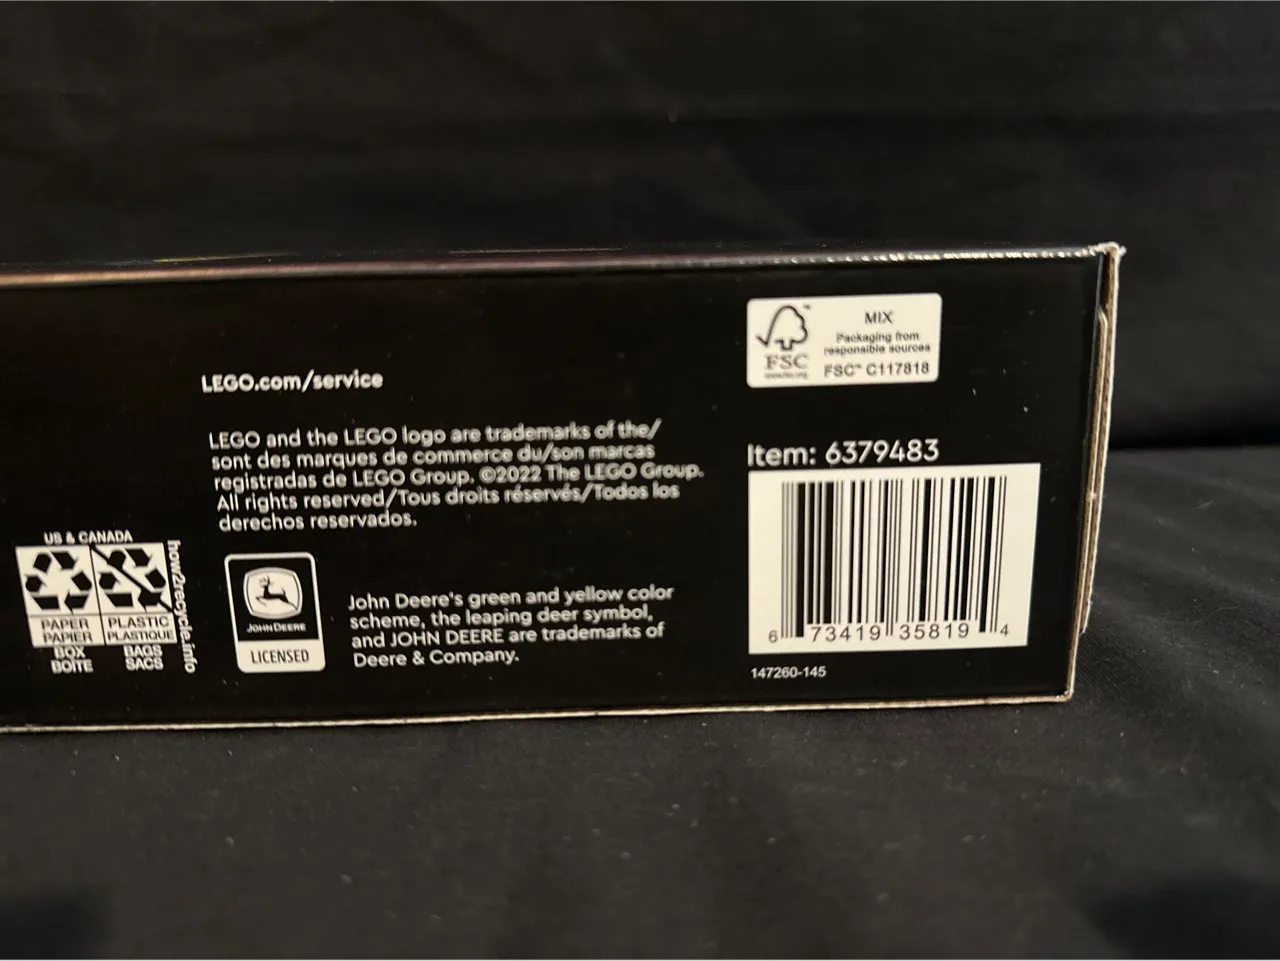 MIX
Packaging from
responsible sources
FSC
www.fsc.org
FSC™ C117818
LEGO.com/service
LEGO and the LEGO logo are trademarks of the/
sont des marques de commerce du/son marcas
registradas de LEGO Group. ©2022 The LEGO Group.
All rights reserved/Tous droits réservés/Todos los
derechos reservados.
Item: 6379483
6 73419 35819 4
147260-145
US & CANADA
PAPER
PAPIER
BOX
BOÎTE
PLASTIC
PLASTIQUE
BAGS
SACS
how2recycle.info
JOHN DEERE
LICENSED
John Deere's green and yellow color
scheme, the leaping deer symbol,
and JOHN DEERE are trademarks of
Deere & Company.